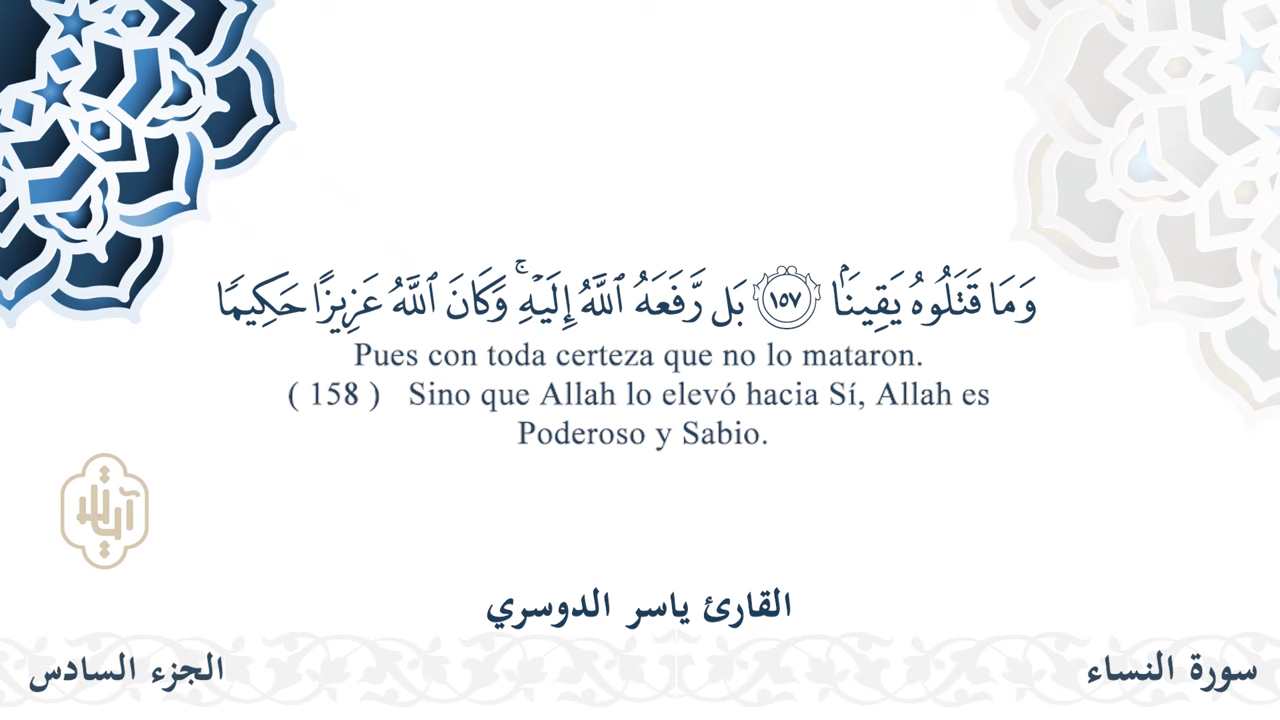 وَمَا قَتَلُوهُ يَقِينًۢا ١٥٧ بَل رَّفَعَهُ ٱللَّهُ إِلَيْهِۚ وَكَانَ ٱللَّهُ عَزِيزًا حَكِيمًا
Pues con toda certeza que no lo mataron.
( 158 ) Sino que Allah lo elevó hacia Sí, Allah es
Poderoso y Sabio.
آيات
القارئ ياسر الدوسري
سورة النساء
الجزء السادس